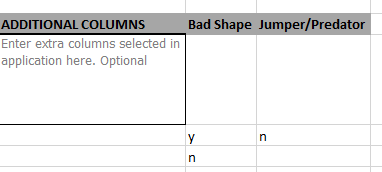 ADDITIONAL COLUMNS Bad Shape Jumper/Predator
Enter extra columns selected in
application here. Optional
y n
n